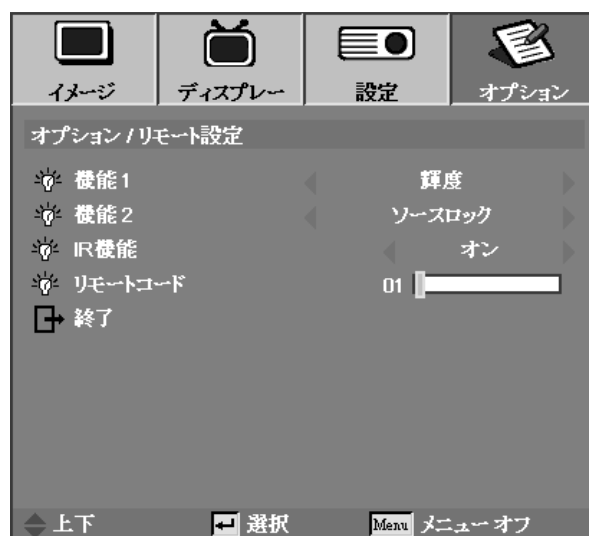 イメージ ディスプレー 設定 オプション
オプション / リモート設定
機能1 輝度
機能2 ソースロック
IR機能 オン
リモートコード 01
終了
上下 選択 Menu メニュー オフ